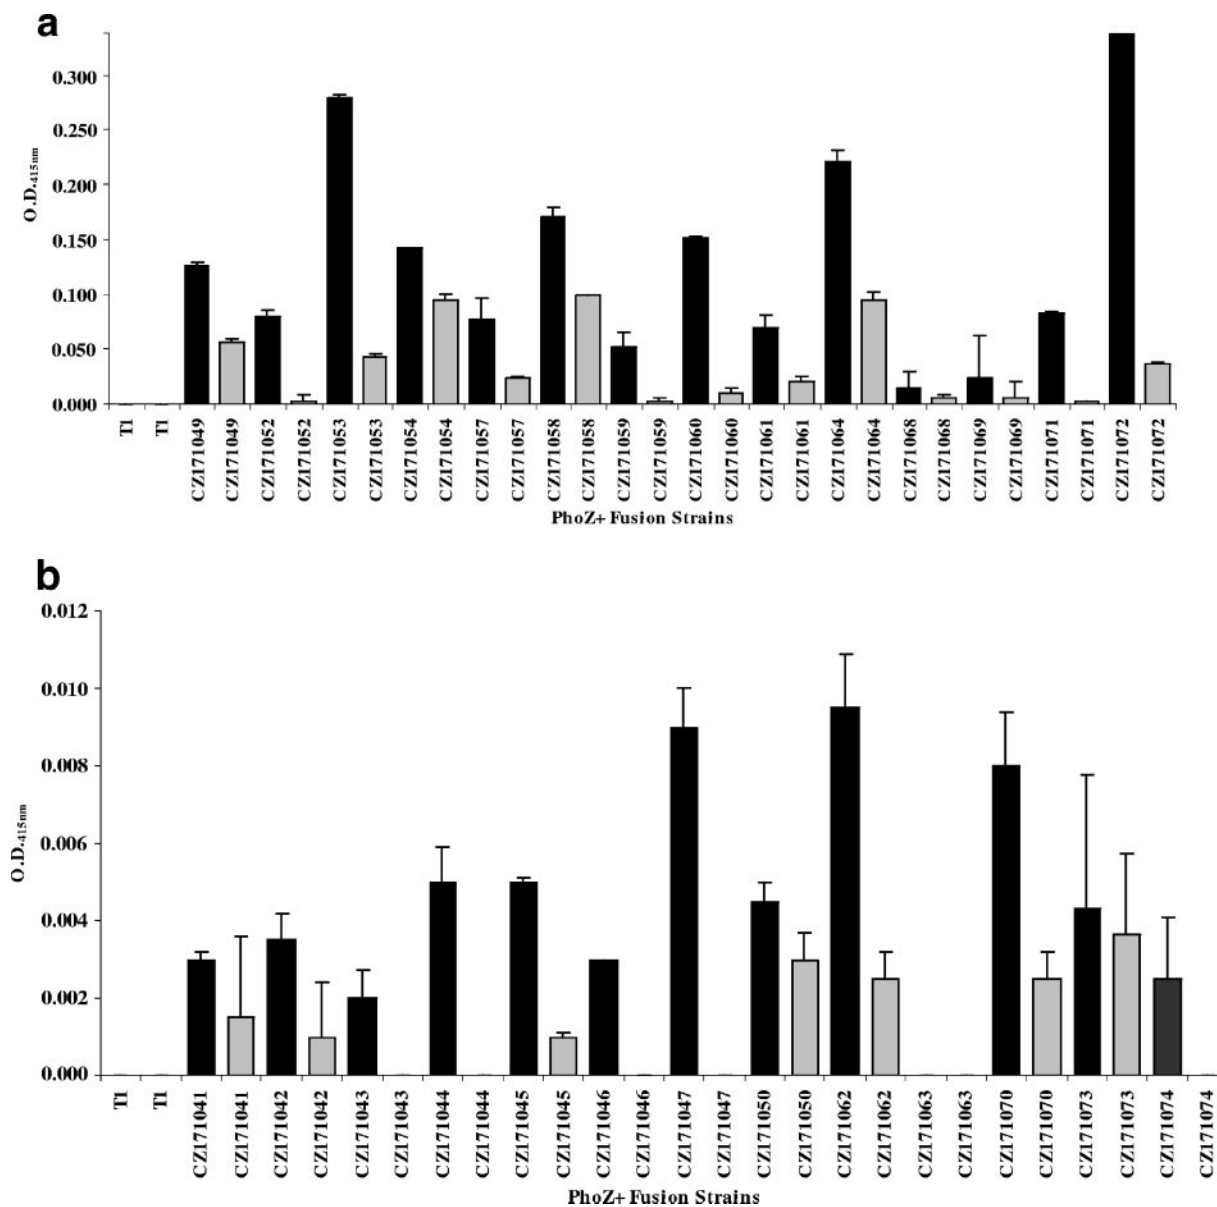 a
0.300
0.250
0.200
0.150
0.100
0.050
0.000
O.D.415nm
T1
T1
CZ171049
CZ171049
CZ171052
CZ171052
CZ171053
CZ171053
CZ171054
CZ171054
CZ171057
CZ171057
CZ171058
CZ171058
CZ171059
CZ171059
CZ171060
CZ171060
CZ171061
CZ171061
CZ171064
CZ171064
CZ171068
CZ171068
CZ171069
CZ171069
CZ171071
CZ171071
CZ171072
CZ171072
PhoZ+ Fusion Strains
b
0.012
0.010
0.008
0.006
0.004
0.002
0.000
O.D.415nm
T1
T1
CZ171041
CZ171041
CZ171042
CZ171042
CZ171043
CZ171043
CZ171044
CZ171044
CZ171045
CZ171045
CZ171046
CZ171046
CZ171047
CZ171047
CZ171050
CZ171050
CZ171062
CZ171062
CZ171063
CZ171063
CZ171070
CZ171070
CZ171073
CZ171073
CZ171074
CZ171074
PhoZ+ Fusion Strains